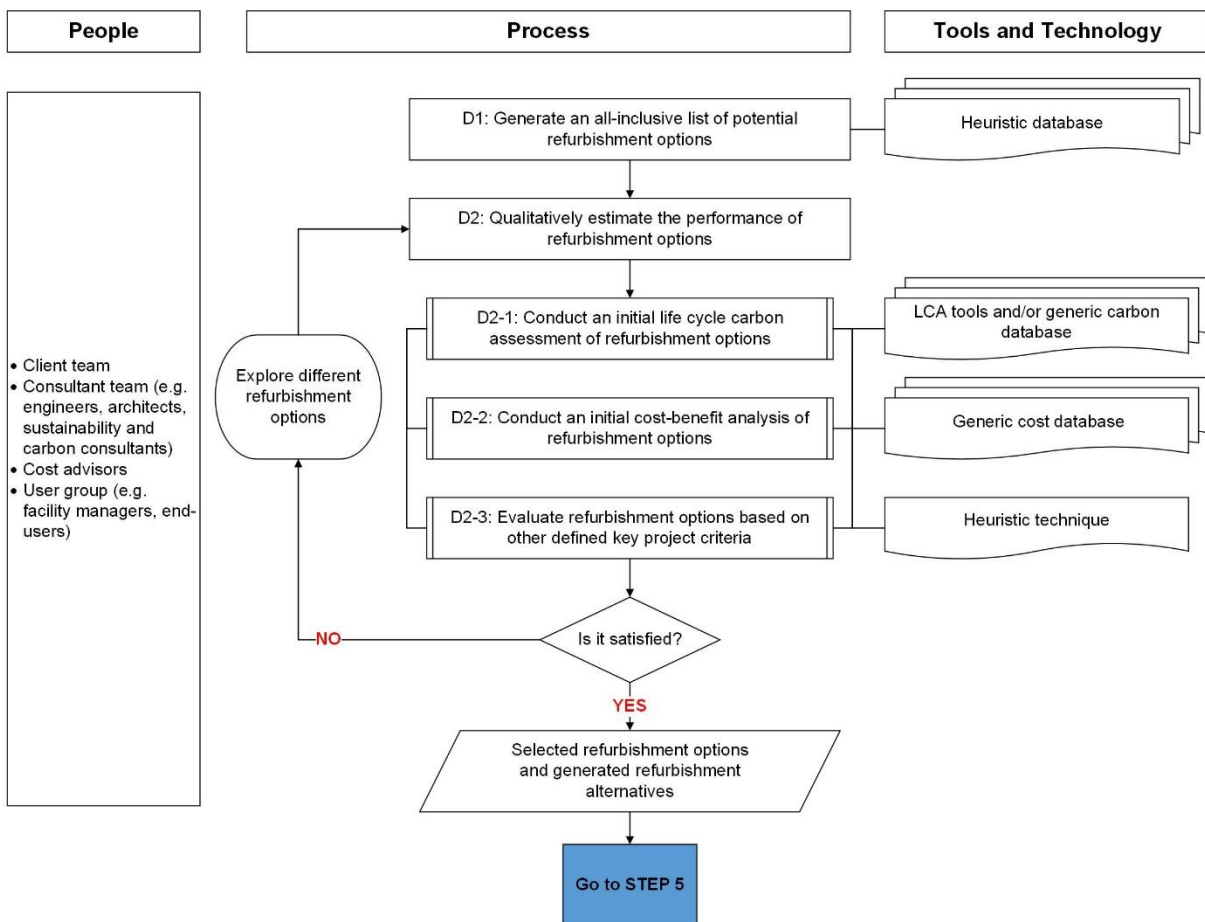 People
Process
Tools and Technology
• Client team
• Consultant team (e.g.
engineers, architects,
sustainability and
carbon consultants)
• Cost advisors
• User group (e.g.
facility managers, end-
users)
D1: Generate an all-inclusive list of potential
refurbishment options
Heuristic database
D2: Qualitatively estimate the performance of
refurbishment options
D2-1: Conduct an initial life cycle carbon
assessment of refurbishment options
LCA tools and/or generic carbon
database
Explore different
refurbishment
options
D2-2: Conduct an initial cost-benefit analysis of
refurbishment options
Generic cost database
D2-3: Evaluate refurbishment options based on
other defined key project criteria
Heuristic technique
Is it satisfied?
NO
YES
Selected refurbishment options
and generated refurbishment
alternatives
Go to STEP 5